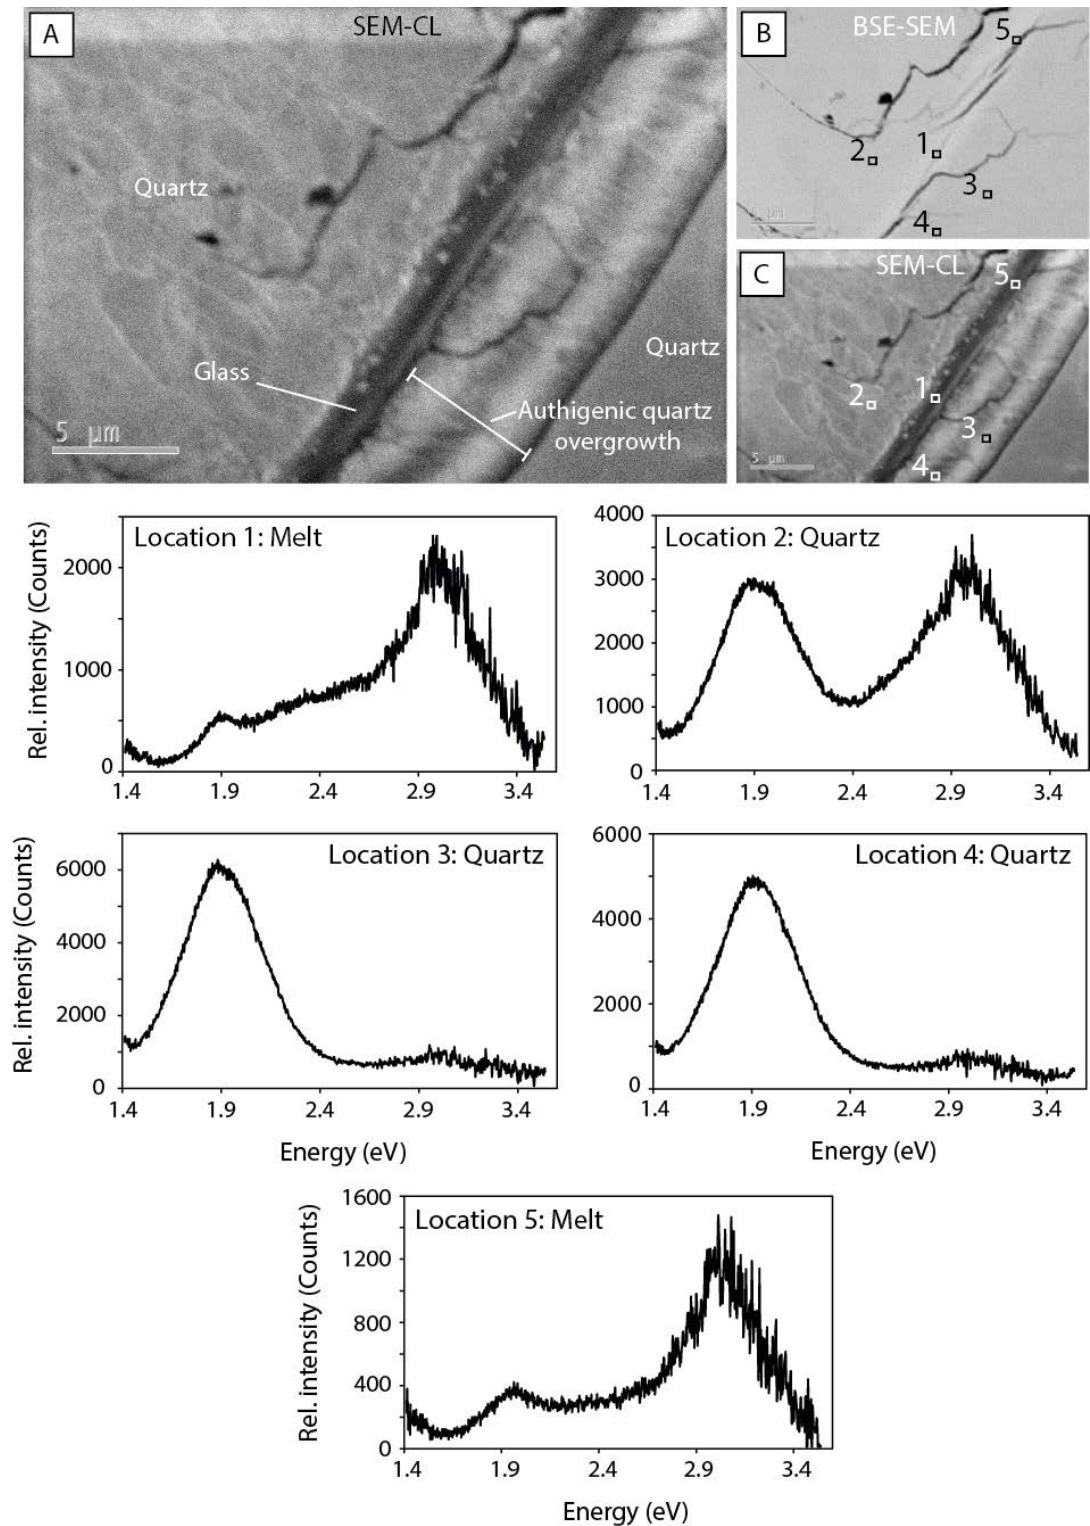 A
SEM-CL
Quartz
Glass
Quartz
Authigenic quartz
overgrowth
5 µm
B
BSE-SEM
5
2
1
3
4
C
SEM-CL
5
2
1
3
4
5 µm
Location 1: Melt
Rel. intensity (Counts)
2000
1000
0
1.4 1.9 2.4 2.9 3.4
Location 2: Quartz
4000
3000
2000
1000
0
1.4 1.9 2.4 2.9 3.4
Location 3: Quartz
Rel. intensity (Counts)
6000
4000
2000
0
1.4 1.9 2.4 2.9 3.4
Energy (eV)
Location 4: Quartz
6000
4000
2000
0
1.4 1.9 2.4 2.9 3.4
Energy (eV)
Location 5: Melt
Rel. intensity (Counts)
1600
1200
800
400
0
1.4 1.9 2.4 2.9 3.4
Energy (eV)